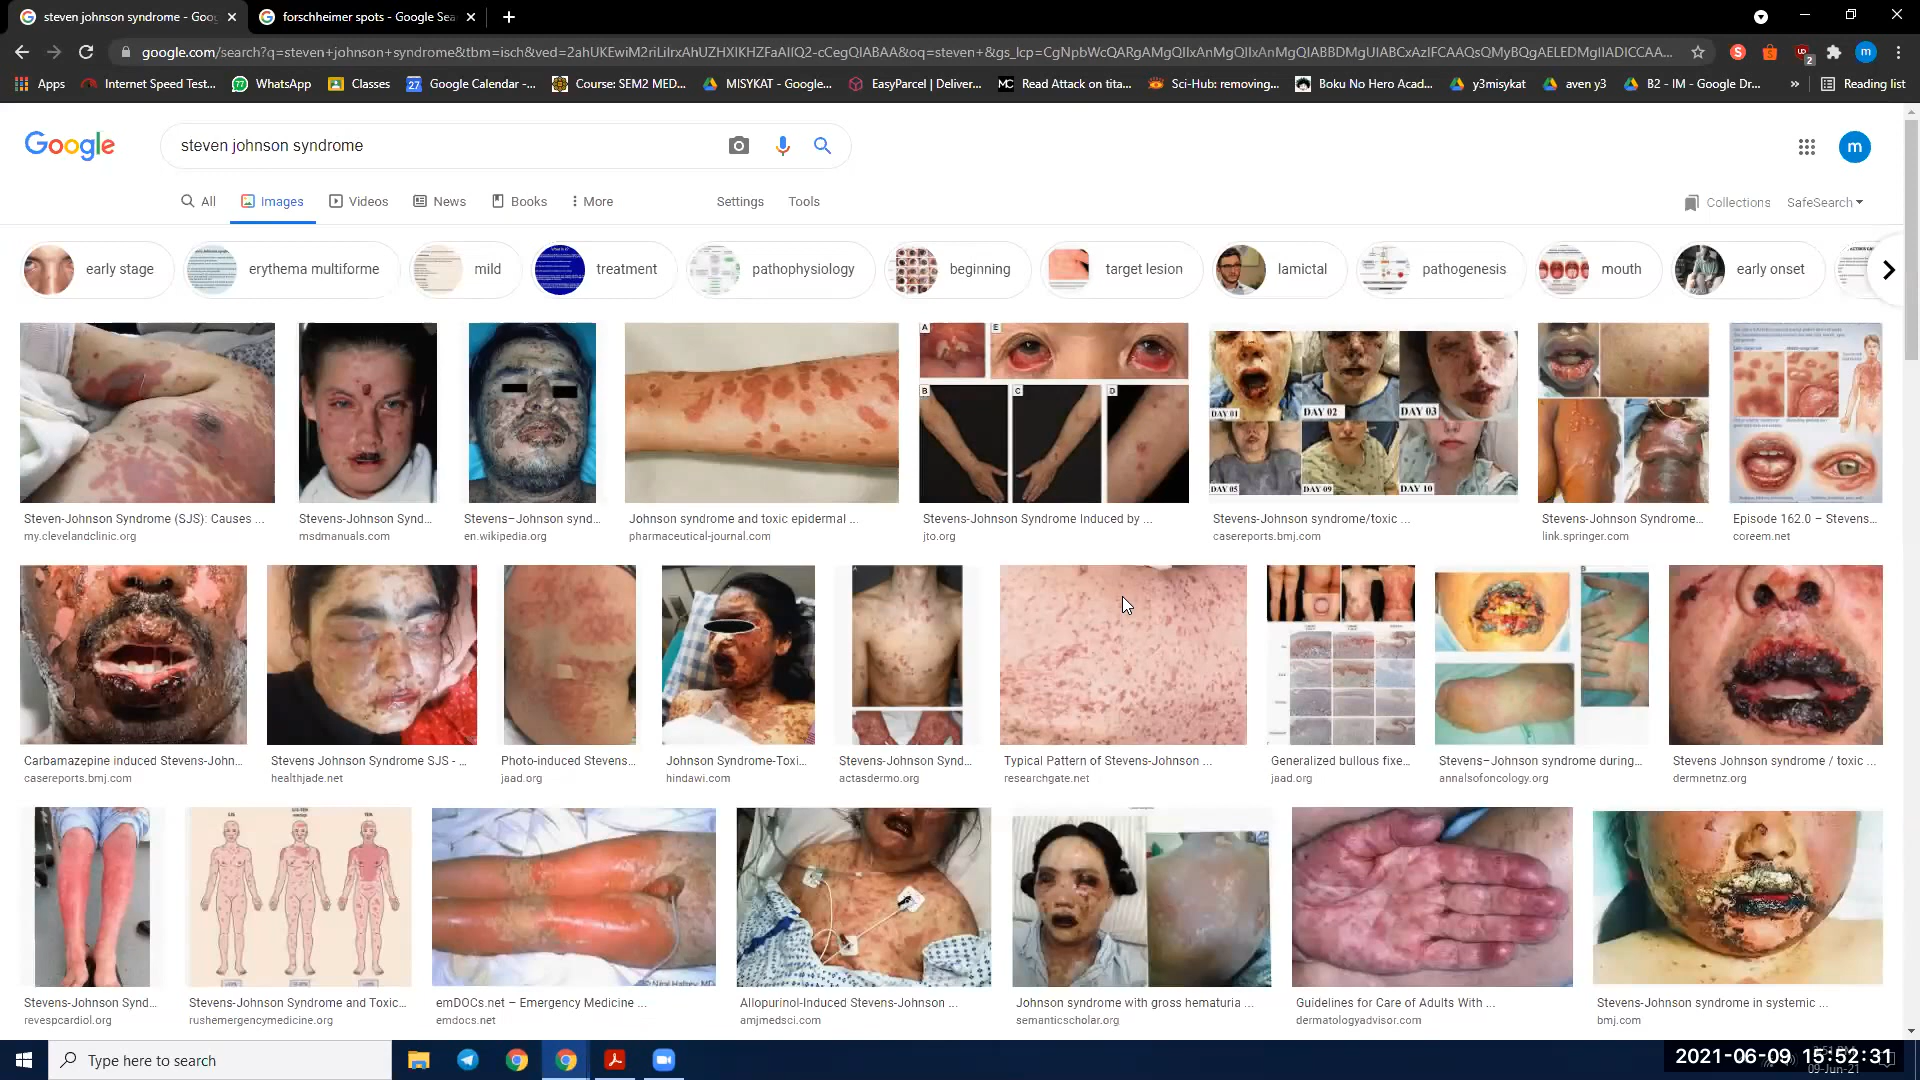 steven johnson syndrome - Goo
forschheimer spots - Google Sea
google.com/search?q=steven+johnson+syndrome&tbm=isch&ved=2ahUKEwiM2riLiIrxAhUZHXIKHZFaAlIQ2-cCegQIABAA&oq=steven+&gs_lcp=CgNpbWcQARgAMgQIIxAnMgQIIxAnMgQIABBDMgUIABCxAzIFCAAQsQMyBQgAELEDMgIIADICCAA...
Apps
Internet Speed Test...
WhatsApp
Classes
Google Calendar -...
Course: SEM2 MED...
MISYKAT - Google...
EasyParcel | Deliver...
Read Attack on tita...
Sci-Hub: removing...
Boku No Hero Acad...
y3misykat
aven y3
B2 - IM - Google Dr...
Reading list
Google
steven johnson syndrome
m
All
Images
Videos
News
Books
More
Settings
Tools
Collections
SafeSearch
early stage
erythema multiforme
mild
treatment
pathophysiology
beginning
target lesion
lamictal
pathogenesis
mouth
early onset
A
E
B
C
D
DAY 01
DAY 02
DAY 03
DAY 05
DAY 09
DAY 10
Steven-Johnson Syndrome (SJS): Causes ...
my.clevelandclinic.org
Stevens-Johnson Synd...
msdmanuals.com
Stevens–Johnson synd...
en.wikipedia.org
Johnson syndrome and toxic epidermal ...
pharmaceutical-journal.com
Stevens-Johnson Syndrome Induced by ...
jto.org
Stevens-Johnson syndrome/toxic ...
casereports.bmj.com
Stevens-Johnson Syndrome...
link.springer.com
Episode 162.0 – Stevens...
coreem.net
Carbamazepine induced Stevens-John...
casereports.bmj.com
Stevens Johnson Syndrome SJS - ...
healthjade.net
Photo-induced Stevens...
jaad.org
Johnson Syndrome-Toxi...
hindawi.com
Stevens-Johnson Synd...
actasdermo.org
Typical Pattern of Stevens-Johnson ...
researchgate.net
Generalized bullous fixe...
jaad.org
Stevens–Johnson syndrome during...
annalsofoncology.org
Stevens Johnson syndrome / toxic ...
dermnetnz.org
Stevens-Johnson Synd...
revespcardiol.org
Stevens-Johnson Syndrome and Toxic...
rushemergencymedicine.org
emDOCs.net – Emergency Medicine ...
emdocs.net
Allopurinol-Induced Stevens-Johnson ...
amjmedsci.com
Johnson syndrome with gross hematuria ...
semanticscholar.org
Guidelines for Care of Adults With ...
dermatologyadvisor.com
Stevens-Johnson syndrome in systemic ...
bmj.com
Type here to search
2021-06-09 15:52:31
09-Jun-21